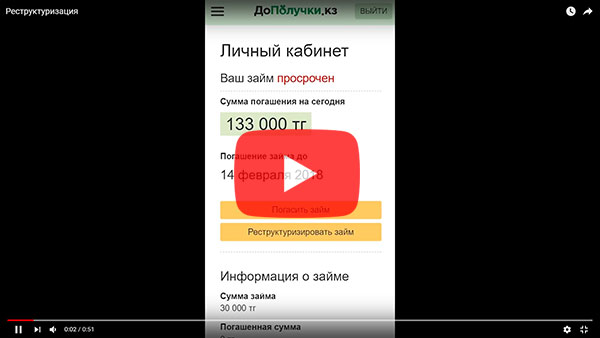 Реструктуризация
ДоПолучки.кз
ВЫЙТИ
Личный кабинет
Ваш займ просрочен
Сумма погашения на сегодня
133 000 тг
Погашение займа до
14 февраля 2018
Погасить займ
Реструктуризировать займ
Информация о займе
Сумма займа
30 000 тг
Погашенная сумма
0:02 / 0:51